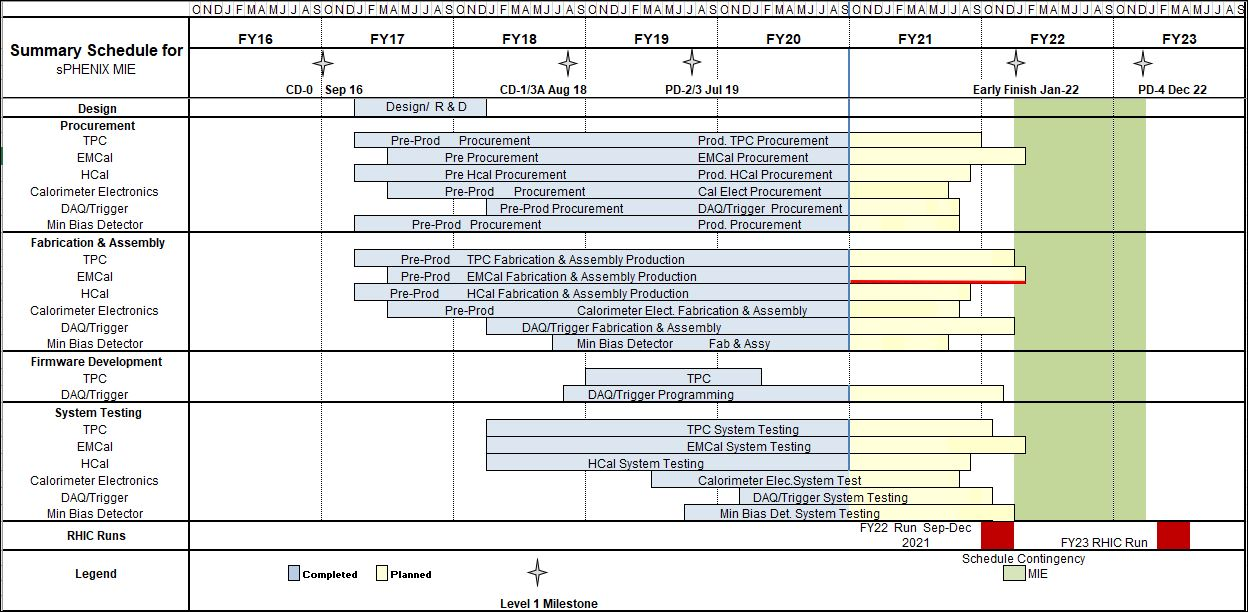 O N D J F M A M J J A S O N D J F M A M J J A S O N D J F M A M J J A S O N D J F M A M J J A S O N D J F M A M J J A S O N D J F M A M J J A S O N D J F M A M J J A S O N D J F M A M J J A S
Summary Schedule for
sPHENIX MIE
FY16 FY17 FY18 FY19 FY20 FY21 FY22 FY23
CD-0 Sep 16 CD-1/3A Aug 18 PD-2/3 Jul 19 Early Finish Jan-22 PD-4 Dec 22
Design Design/ R & D
Procurement
TPC Pre-Prod Procurement Prod. TPC Procurement
EMCal Pre Procurement EMCal Procurement
HCal Pre Hcal Procurement Prod. HCal Procurement
Calorimeter Electronics Pre-Prod Procurement Cal Elect Procurement
DAQ/Trigger Pre-Prod Procurement DAQ/Trigger Procurement
Min Bias Detector Pre-Prod Procurement Prod. Procurement
Fabrication & Assembly
TPC Pre-Prod TPC Fabrication & Assembly Production
EMCal Pre-Prod EMCal Fabrication & Assembly Production
HCal Pre-Prod HCal Fabrication & Assembly Production
Calorimeter Electronics Pre-Prod Calorimeter Elect. Fabrication & Assembly
DAQ/Trigger DAQ/Trigger Fabrication & Assembly
Min Bias Detector Min Bias Detector Fab & Assy
Firmware Development
TPC TPC
DAQ/Trigger DAQ/Trigger Programming
System Testing
TPC TPC System Testing
EMCal EMCal System Testing
HCal HCal System Testing
Calorimeter Electronics Calorimeter Elec.System Test
DAQ/Trigger DAQ/Trigger System Testing
Min Bias Detector Min Bias Det. System Testing
RHIC Runs FY22 Run Sep-Dec
2021 FY23 RHIC Run
Schedule Contingency
Legend Completed Planned MIE
Level 1 Milestone